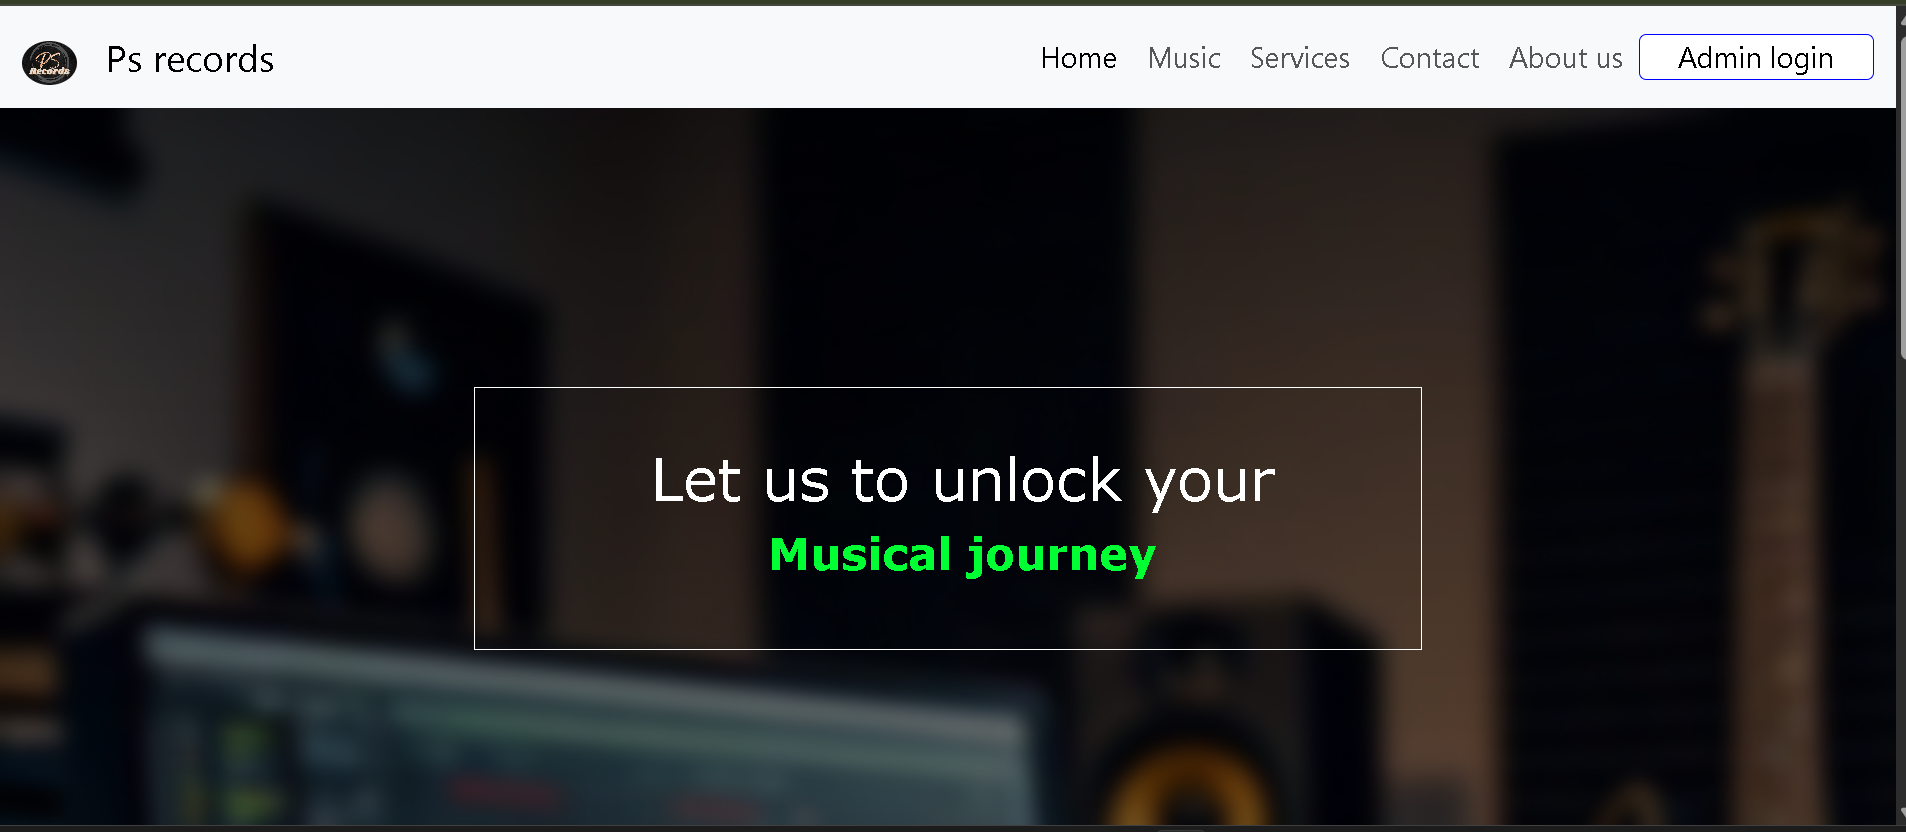 PS
Records
Ps records
Home Music Services Contact About us Admin login
Let us to unlock your
Musical journey